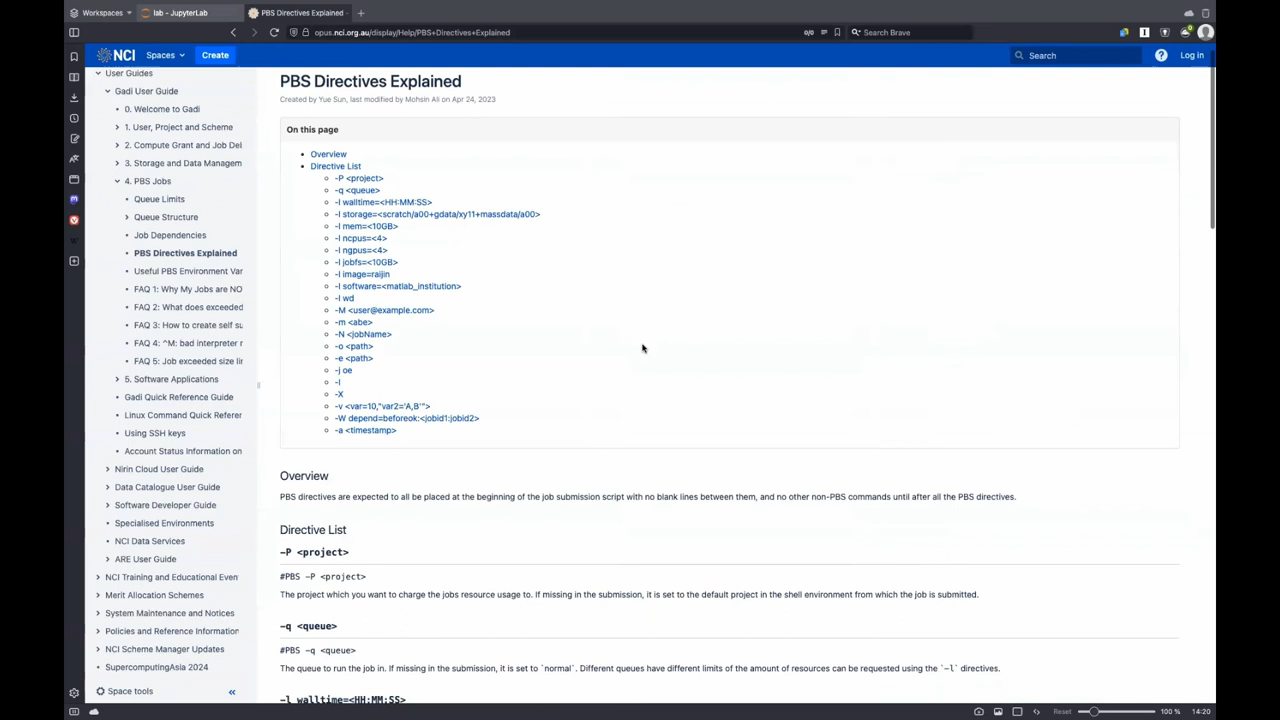 Workspaces
lab - JupyterLab
PBS Directives Explained -
opus.nci.org.au/display/Help/PBS+Directives+Explained
Search Brave
NCI
Spaces
Create
Search
Log in
User Guides
Gadi User Guide
0. Welcome to Gadi
1. User, Project and Scheme
2. Compute Grant and Job Del
3. Storage and Data Managem
4. PBS Jobs
Queue Limits
Queue Structure
Job Dependencies
PBS Directives Explained
Useful PBS Environment Var
FAQ 1: Why My Jobs are NO
FAQ 2: What does exceeded
FAQ 3: How to create self su
FAQ 4: ^M: bad interpreter r
FAQ 5: Job exceeded size lir
5. Software Applications
Gadi Quick Reference Guide
Linux Command Quick Referer
Using SSH keys
Account Status Information on
Nirin Cloud User Guide
Data Catalogue User Guide
Software Developer Guide
Specialised Environments
NCI Data Services
ARE User Guide
NCI Training and Educational Even
Merit Allocation Schemes
System Maintenance and Notices
Policies and Reference Information
NCI Scheme Manager Updates
SupercomputingAsia 2024
Space tools
PBS Directives Explained
Created by Yue Sun, last modified by Mohsin Ali on Apr 24, 2023
On this page
Overview
Directive List
-P <project>
-q <queue>
-l walltime=<HH:MM:SS>
-l storage=<scratch/a00+gdata/xy11+massdata/a00>
-l mem=<10GB>
-l ncpus=<4>
-l ngpus=<4>
-l jobfs=<10GB>
-l image=raijin
-l software=<matlab_institution>
-l wd
-M <user@example.com>
-m <abe>
-N <jobName>
-o <path>
-e <path>
-j oe
-I
-X
-v <var=10,"var2='A,B'">
-W depend=beforeok:<jobid1:jobid2>
-a <timestamp>
Overview
PBS directives are expected to all be placed at the beginning of the job submission script with no blank lines between them, and no other non-PBS commands until after all the PBS directives.
Directive List
-P <project>
#PBS -P <project>
The project which you want to charge the jobs resource usage to. If missing in the submission, it is set to the default project in the shell environment from which the job is submitted.
-q <queue>
#PBS -q <queue>
The queue to run the job in. If missing in the submission, it is set to `normal`. Different queues have different limits of the amount of resources can be requested using the `-l` directives.
-l walltime=<HH:MM:SS>
Reset
100 %
14:20